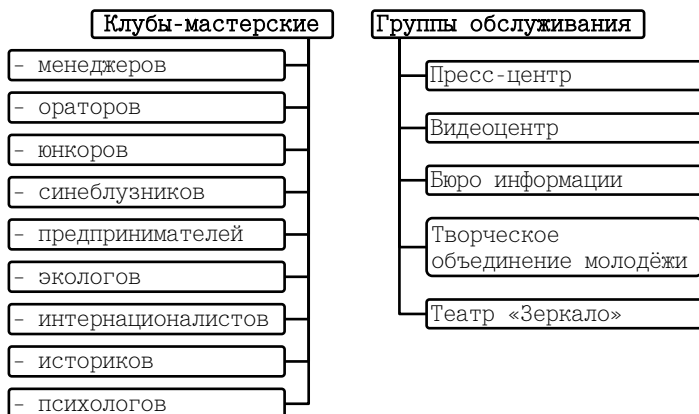 Клубы-мастерские
- менеджеров
- ораторов
- юнкоров
- синеблузников
- предпринимателей
- экологов
- интернационалистов
- историков
- психологов
Группы обслуживания
Пресс-центр
Видеоцентр
Бюро информации
Творческое
объединение молодёжи
Театр «Зеркало»